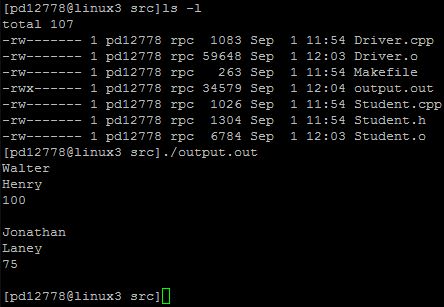 [pd12778@linux3 src]ls -l
total 107
-rw------- 1 pd12778 rpc  1083 Sep  1 11:54 Driver.cpp
-rw------- 1 pd12778 rpc 59648 Sep  1 12:03 Driver.o
-rw------- 1 pd12778 rpc   263 Sep  1 11:54 Makefile
-rwx------ 1 pd12778 rpc 34579 Sep  1 12:04 output.out
-rw------- 1 pd12778 rpc  1026 Sep  1 11:54 Student.cpp
-rw------- 1 pd12778 rpc  1304 Sep  1 11:54 Student.h
-rw------- 1 pd12778 rpc  6784 Sep  1 12:03 Student.o
[pd12778@linux3 src]./output.out
Walter
Henry
100
Jonathan
Laney
75
[pd12778@linux3 src]